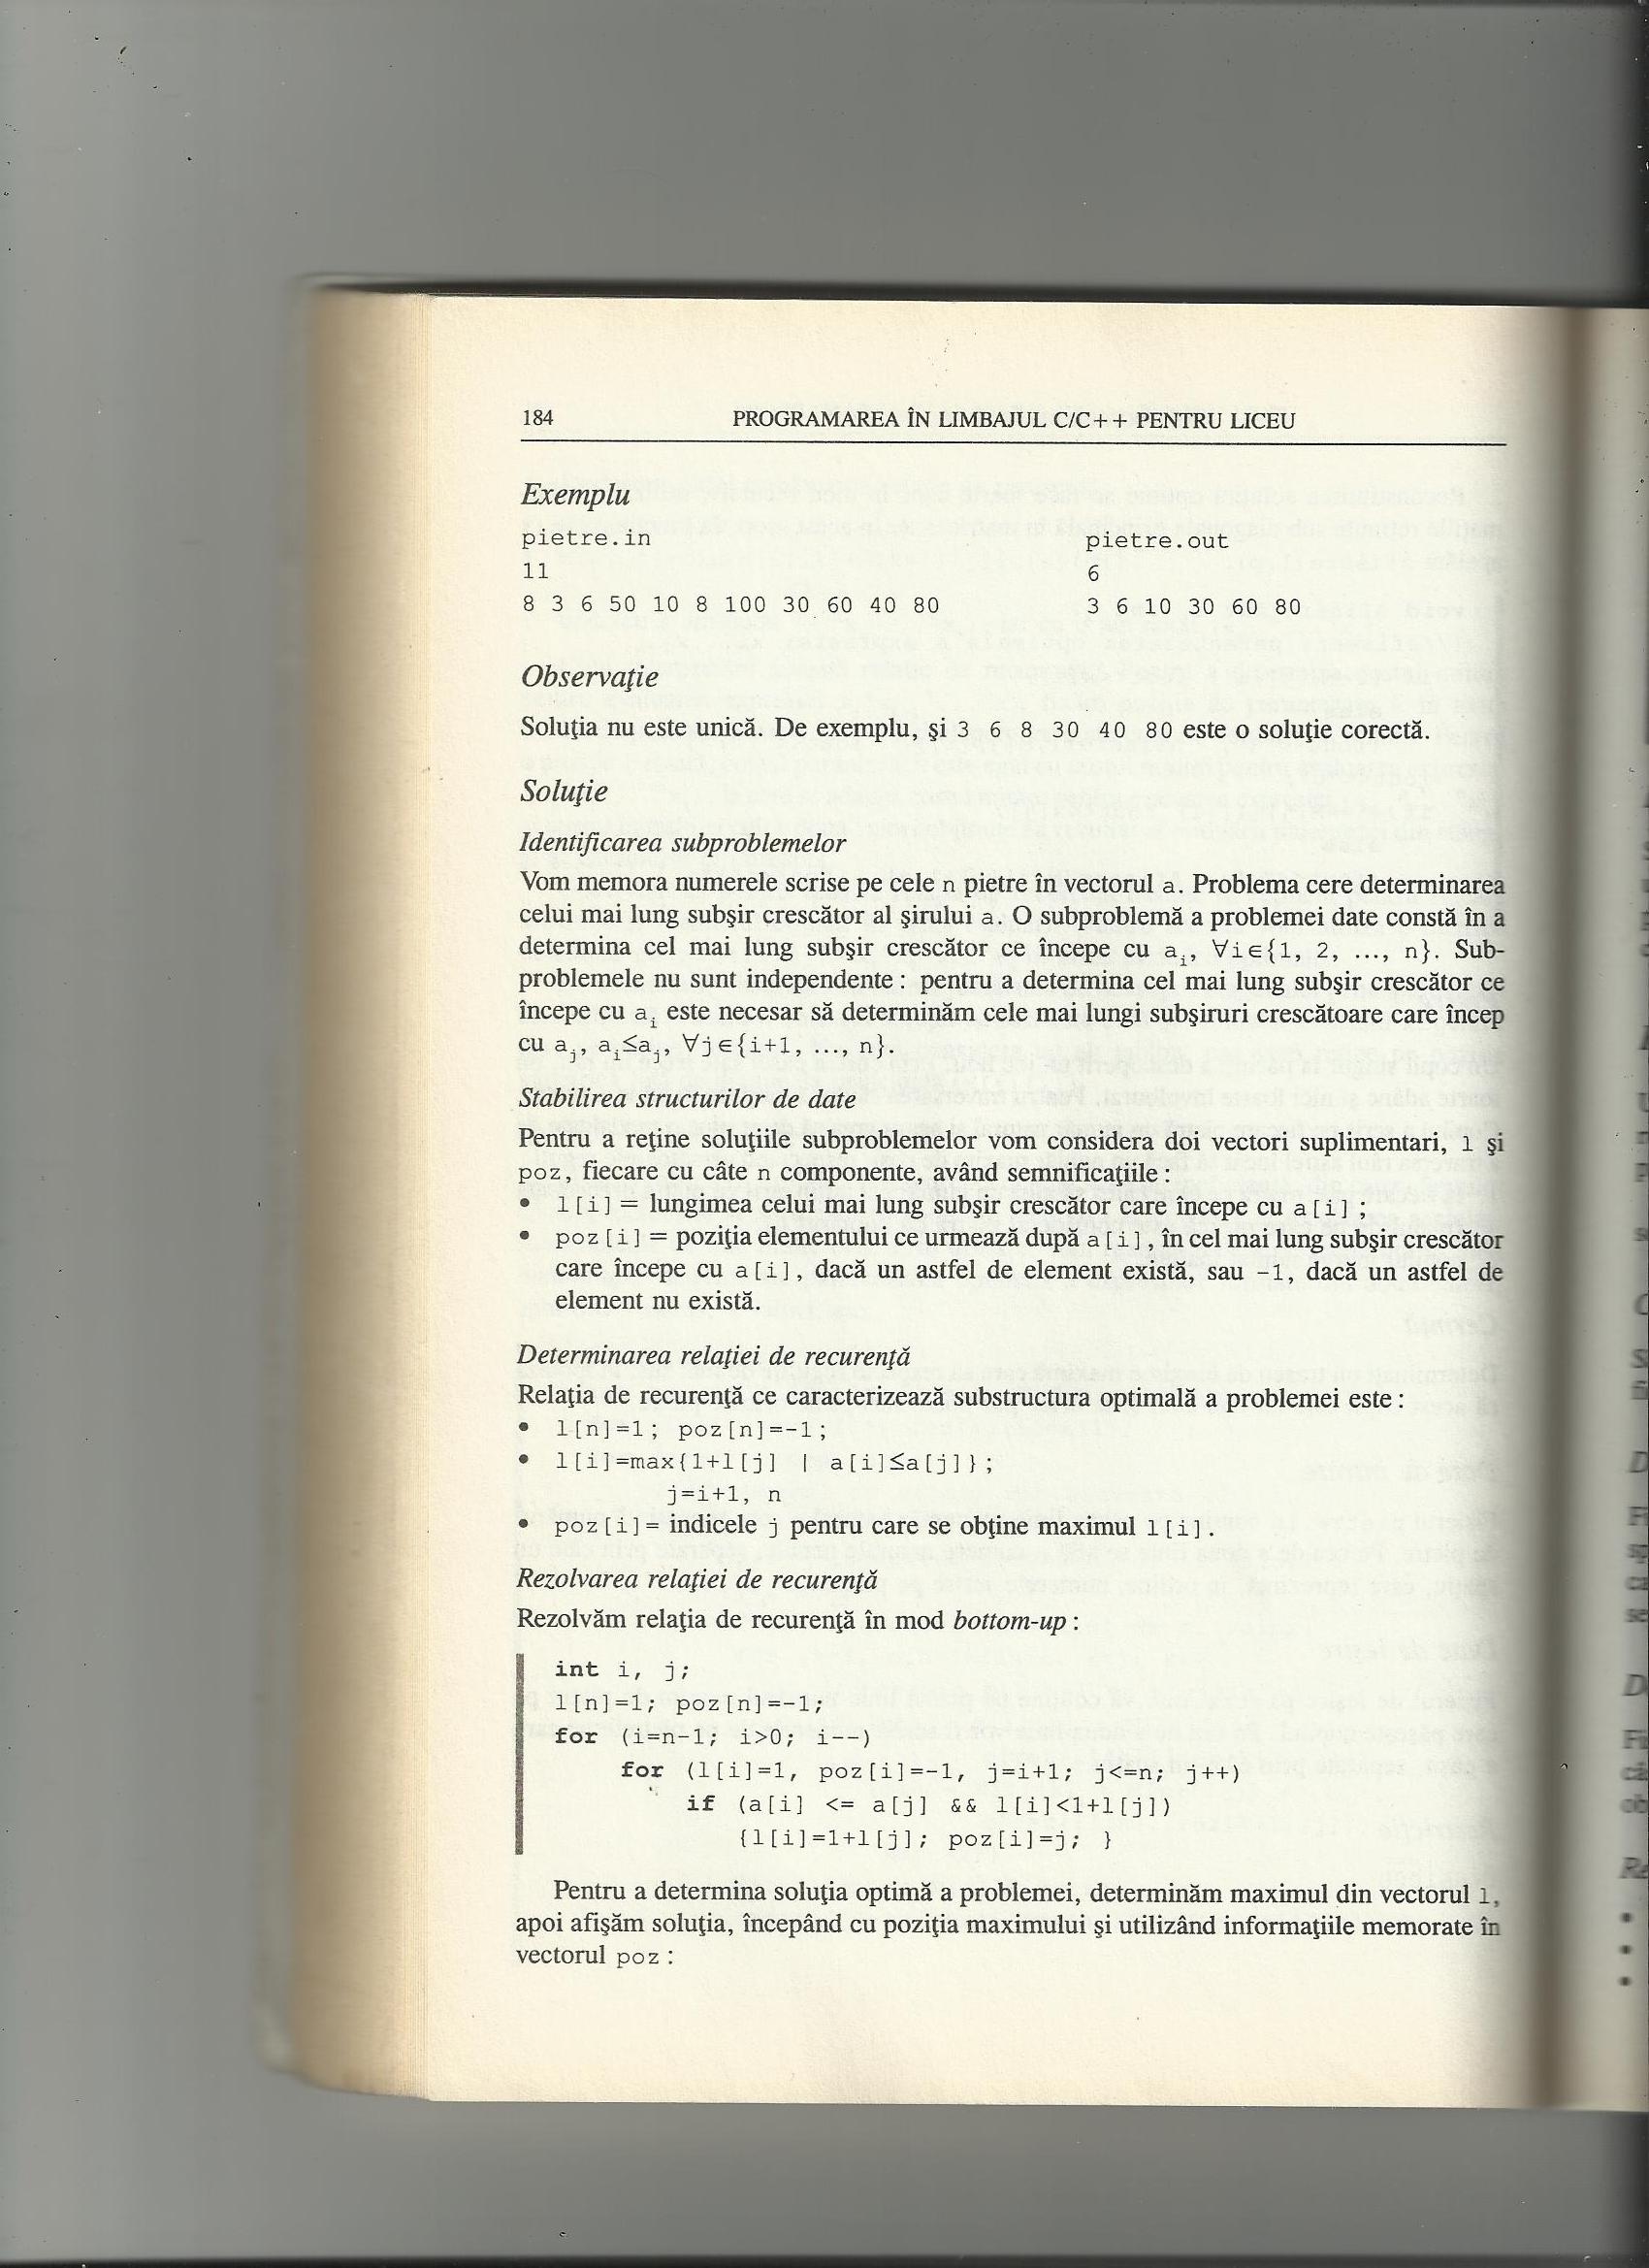 184 PROGRAMAREA ÎN LIMBAJUL C/C++ PENTRU LICEU
Exemplu
pietre.in pietre.out
11 6
8 3 6 50 10 8 100 30 60 40 80 3 6 10 30 60 80
Observaţie
Soluţia nu este unică. De exemplu, şi 3 6 8 30 40 80 este o soluţie corectă.
Soluţie
Identificarea subproblemelor
Vom memora numerele scrise pe cele n pietre în vectorul a. Problema cere determinarea
celui mai lung subşir crescător al şirului a. O subproblemă a problemei date constă în a
determina cel mai lung subşir crescător ce începe cu aᵢ, ∀i∈{1, 2, ..., n}. Sub-
problemele nu sunt independente : pentru a determina cel mai lung subşir crescător ce
începe cu aᵢ este necesar să determinăm cele mai lungi subşiruri crescătoare care încep
cu aⱼ, aᵢ≤aⱼ, ∀j∈{i+1, ..., n}.
Stabilirea structurilor de date
Pentru a reţine soluţiile subproblemelor vom considera doi vectori suplimentari, l şi
poz, fiecare cu câte n componente, având semnificaţiile :
• l[i] = lungimea celui mai lung subşir crescător care începe cu a[i] ;
• poz[i] = poziţia elementului ce urmează după a[i], în cel mai lung subşir crescător
care începe cu a[i], dacă un astfel de element există, sau -1, dacă un astfel de
element nu există.
Determinarea relaţiei de recurenţă
Relaţia de recurenţă ce caracterizează substructura optimală a problemei este :
• l[n]=1; poz[n]=-1;
• l[i]=max{1+l[j] | a[i]≤a[j]};
j=i+1, n
• poz[i]= indicele j pentru care se obţine maximul l[i].
Rezolvarea relaţiei de recurenţă
Rezolvăm relaţia de recurenţă în mod bottom-up :
int i, j;
l[n]=1; poz[n]=-1;
for (i=n-1; i>0; i--)
for (l[i]=1, poz[i]=-1, j=i+1; j<=n; j++)
if (a[i] <= a[j] && l[i]<1+l[j])
{l[i]=1+l[j]; poz[i]=j; }
Pentru a determina soluţia optimă a problemei, determinăm maximul din vectorul l,
apoi afişăm soluţia, începând cu poziţia maximului şi utilizând informaţiile memorate în
vectorul poz :